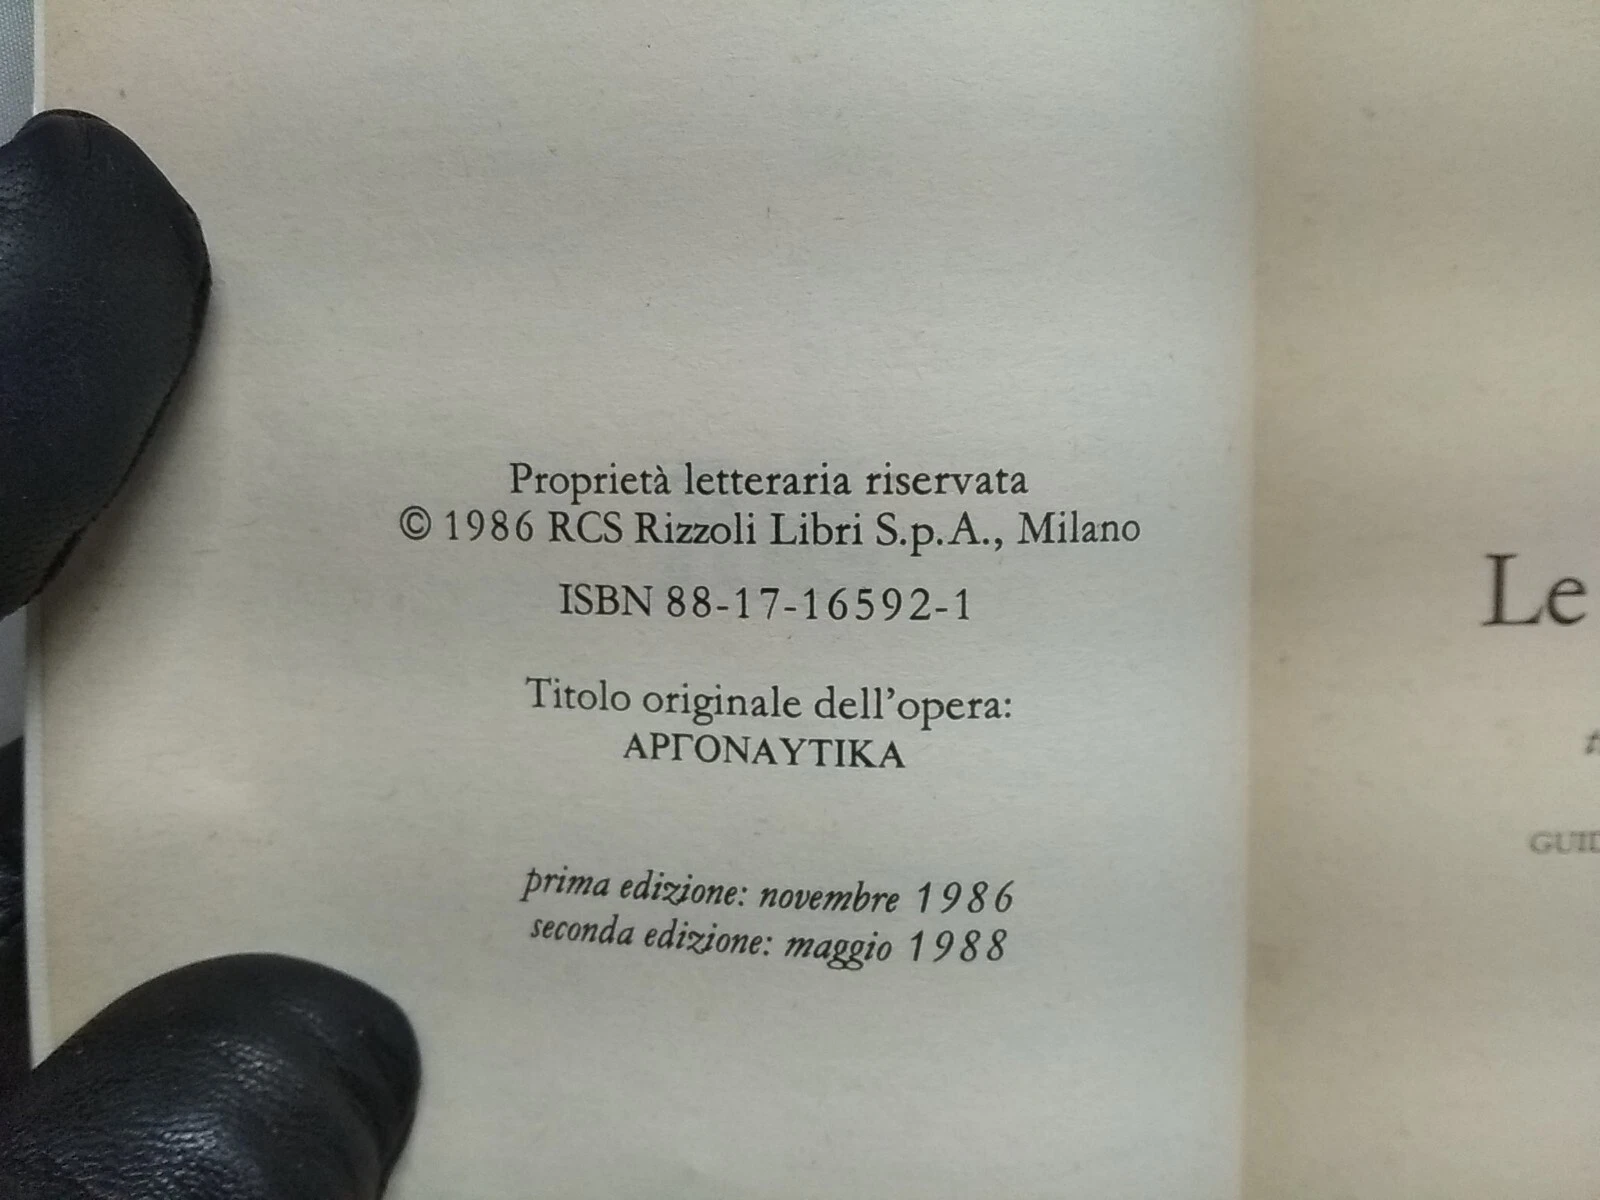 Proprietà letteraria riservata
© 1986 RCS Rizzoli Libri S.p.A., Milano
ISBN 88-17-16592-1
Titolo originale dell'opera:
ΑΡΓΟΝΑΥΤΙΚΑ
prima edizione: novembre 1986
seconda edizione: maggio 1988
Le